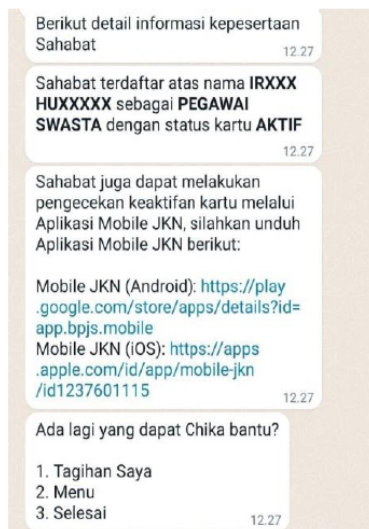 Berikut detail informasi kepesertaan
Sahabat
12.27
Sahabat terdaftar atas nama IRXXX
HUXXXXX sebagai PEGAWAI
SWASTA dengan status kartu AKTIF
12.27
Sahabat juga dapat melakukan
pengecekan keaktifan kartu melalui
Aplikasi Mobile JKN, silahkan unduh
Aplikasi Mobile JKN berikut:
Mobile JKN (Android): https://play
.google.com/store/apps/details?id=
app.bpjs.mobile
Mobile JKN (iOS): https://apps
.apple.com/id/app/mobile-jkn
/id1237601115
12.27
Ada lagi yang dapat Chika bantu?
1. Tagihan Saya
2. Menu
3. Selesai
12.27